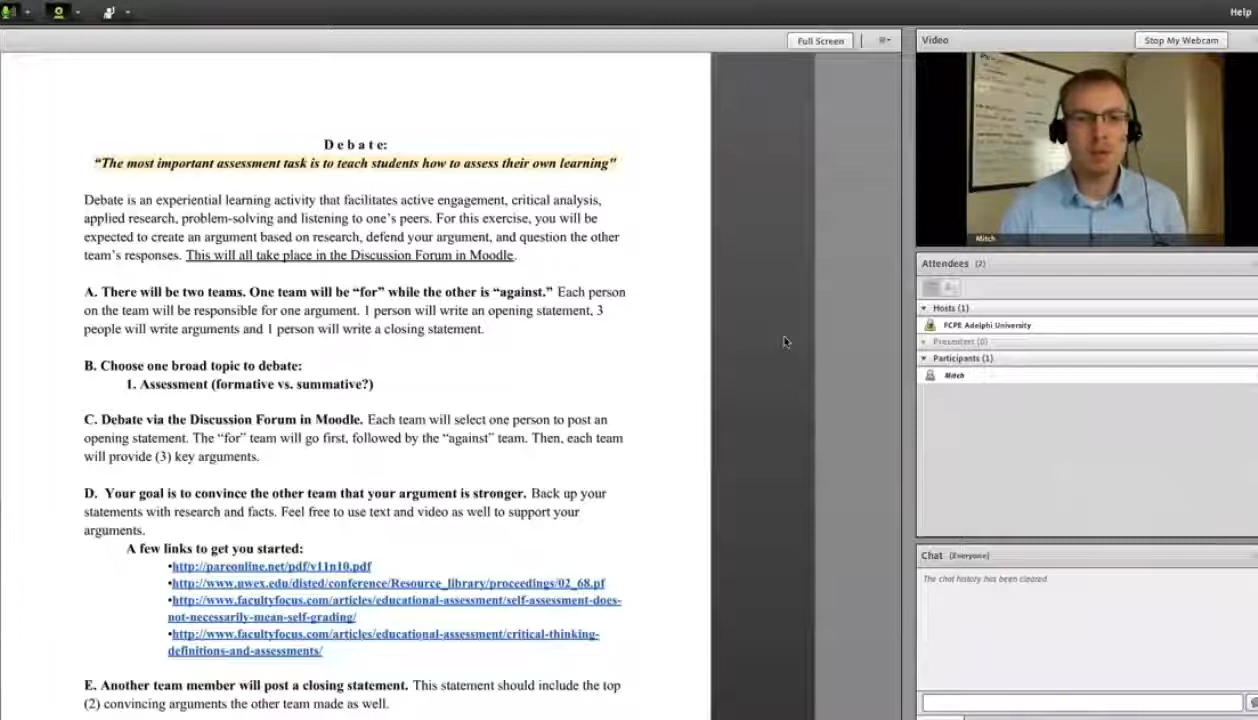 Help
Full Screen
Video
Stop My Webcam
Debate:
“The most important assessment task is to teach students how to assess their own learning”
Debate is an experiential learning activity that facilitates active engagement, critical analysis,
applied research, problem-solving and listening to one’s peers. For this exercise, you will be
expected to create an argument based on research, defend your argument, and question the other
team’s responses. This will all take place in the Discussion Forum in Moodle.
A. There will be two teams. One team will be “for” while the other is “against.” Each person
on the team will be responsible for one argument. 1 person will write an opening statement, 3
people will write arguments and 1 person will write a closing statement.
B. Choose one broad topic to debate:
1. Assessment (formative vs. summative?)
C. Debate via the Discussion Forum in Moodle. Each team will select one person to post an
opening statement. The “for” team will go first, followed by the “against” team. Then, each team
will provide (3) key arguments.
D. Your goal is to convince the other team that your argument is stronger. Back up your
statements with research and facts. Feel free to use text and video as well to support your
arguments.
A few links to get you started:
•http://pareonline.net/pdf/v11n10.pdf
•http://www.uwex.edu/disted/conference/Resource_library/proceedings/02_68.pf
•http://www.facultyfocus.com/articles/educational-assessment/self-assessment-does-
not-necessarily-mean-self-grading/
•http://www.facultyfocus.com/articles/educational-assessment/critical-thinking-
definitions-and-assessments/
E. Another team member will post a closing statement. This statement should include the top
(2) convincing arguments the other team made as well.
Mitch
Attendees (2)
Hosts (1)
FCPE Adelphi University
Presenters (0)
Participants (1)
Mitch
Chat (Everyone)
The chat history has been cleared